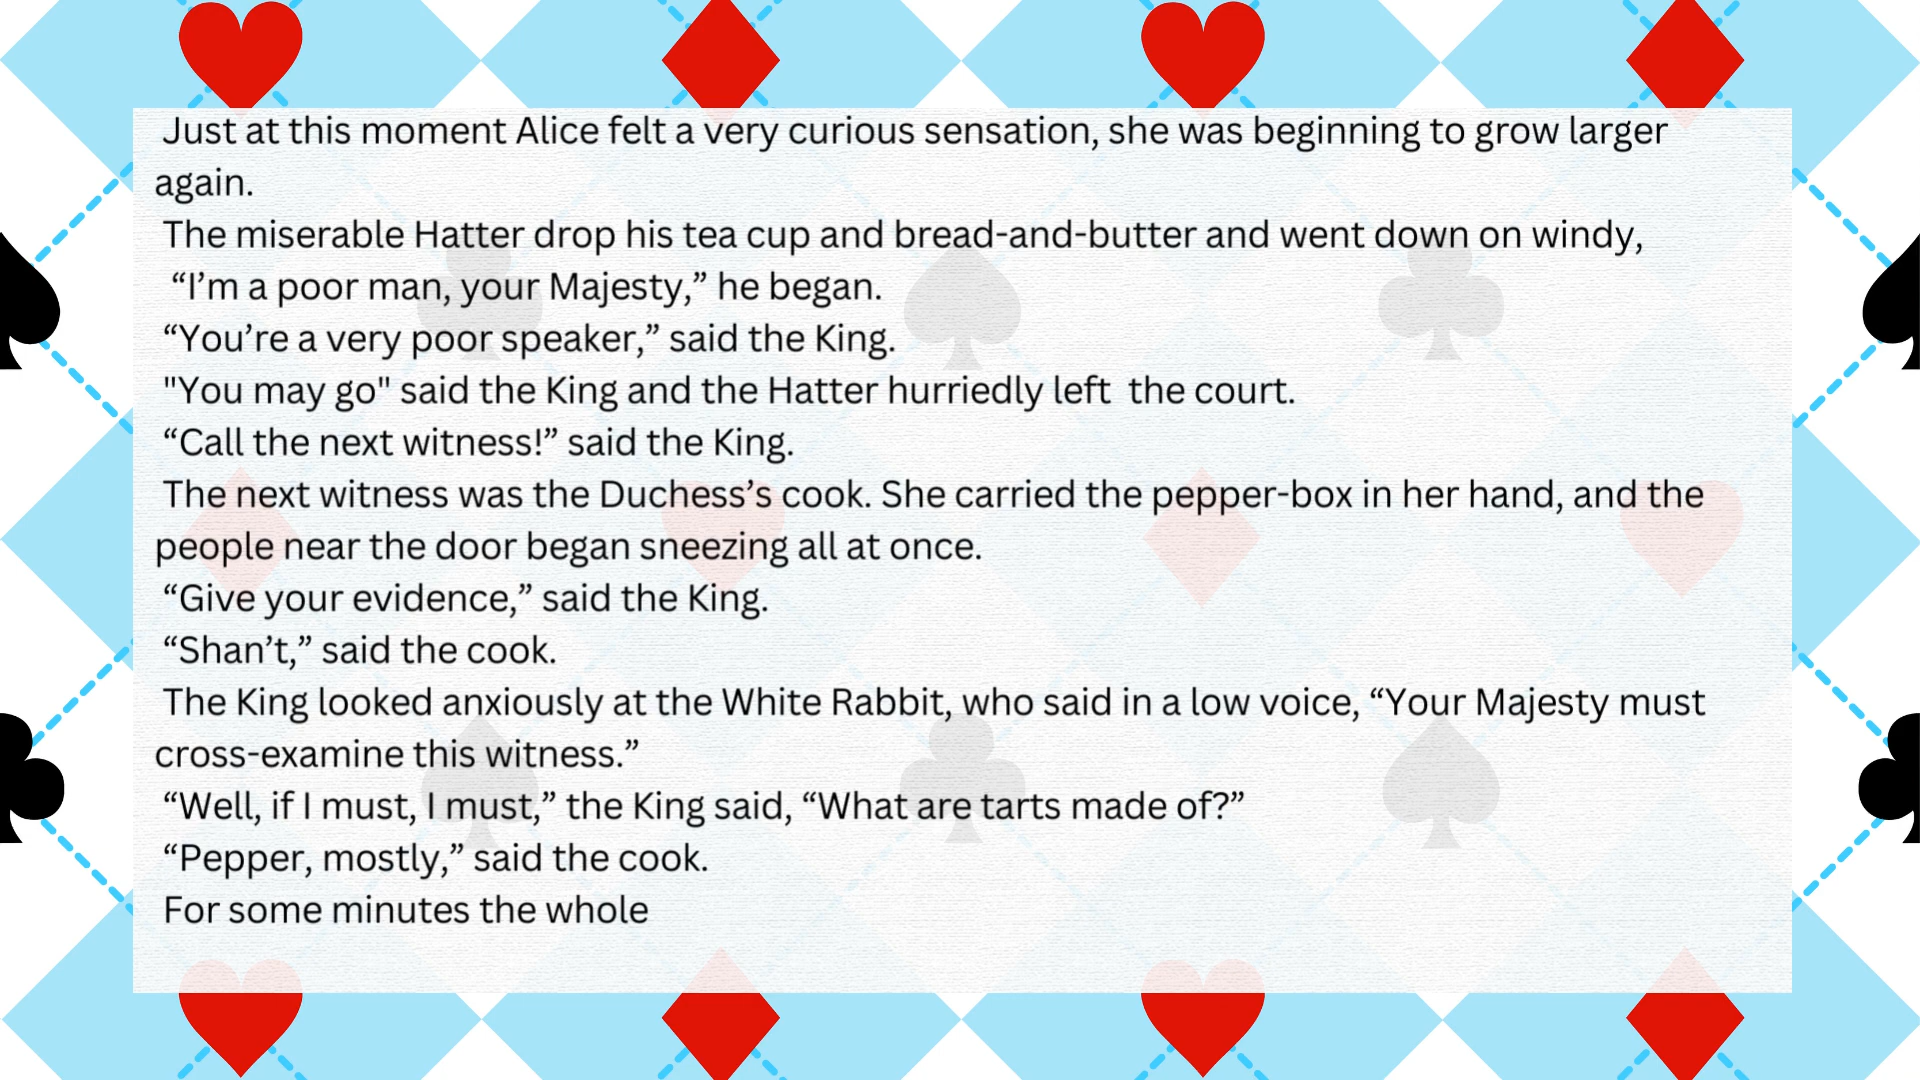 Just at this moment Alice felt a very curious sensation, she was beginning to grow larger
again.
The miserable Hatter drop his tea cup and bread-and-butter and went down on windy,
“I’m a poor man, your Majesty,” he began.
“You’re a very poor speaker,” said the King.
"You may go" said the King and the Hatter hurriedly left  the court.
“Call the next witness!” said the King.
The next witness was the Duchess’s cook. She carried the pepper-box in her hand, and the
people near the door began sneezing all at once.
“Give your evidence,” said the King.
“Shan’t,” said the cook.
The King looked anxiously at the White Rabbit, who said in a low voice, “Your Majesty must
cross-examine this witness.”
“Well, if I must, I must,” the King said, “What are tarts made of?”
“Pepper, mostly,” said the cook.
For some minutes the whole